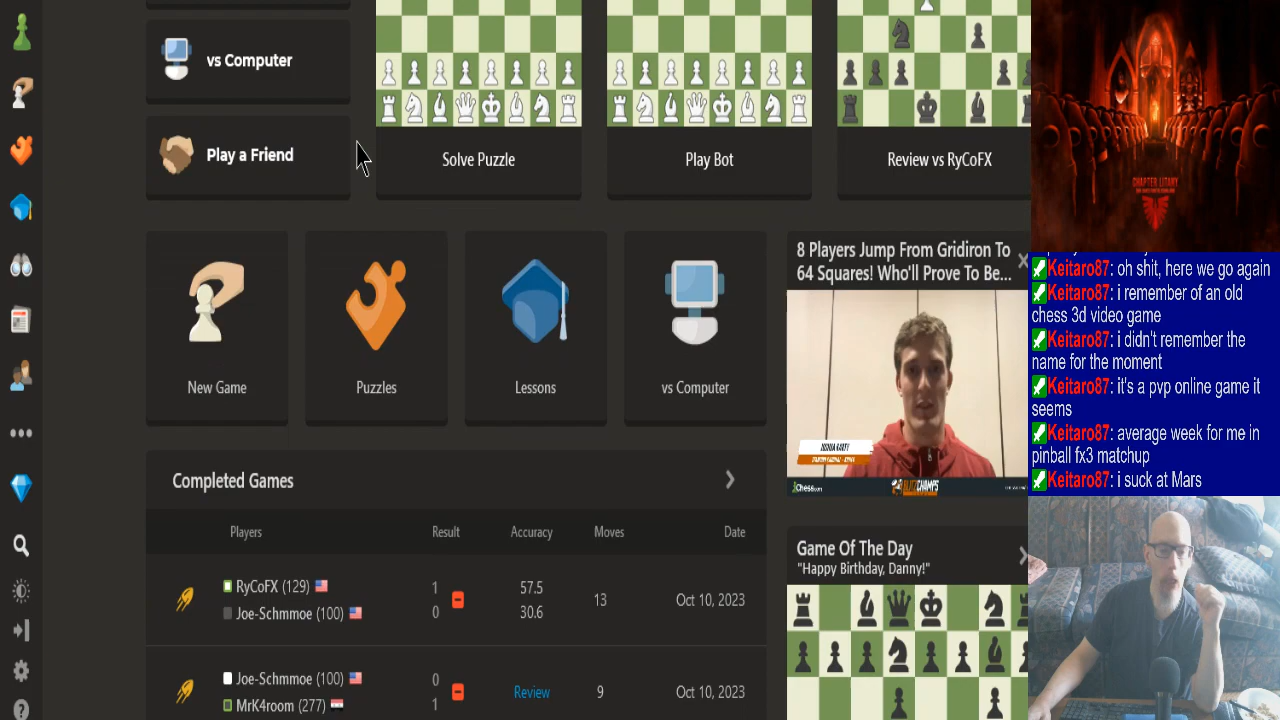 vs Computer
Play a Friend
Solve Puzzle
Play Bot
Review vs RyCoFX
New Game
Puzzles
Lessons
vs Computer
8 Players Jump From Gridiron To
64 Squares! Who'll Prove To Be...
Chess.com
BLITZCHAMPS
Completed Games
Players
Result
Accuracy
Moves
Date
RyCoFX (129)
1
57.5
Joe-Schmmoe (100)
0
30.6
13
Oct 10, 2023
Joe-Schmmoe (100)
0
MrK4room (277)
1
Review
9
Oct 10, 2023
Game Of The Day
"Happy Birthday, Danny!"
CHAPTER LITANY
Keitaro87: oh shit, here we go again
Keitaro87: i remember of an old
chess 3d video game
Keitaro87: i didn't remember the
name for the moment
Keitaro87: it's a pvp online game it
seems
Keitaro87: average week for me in
pinball fx3 matchup
Keitaro87: i suck at Mars